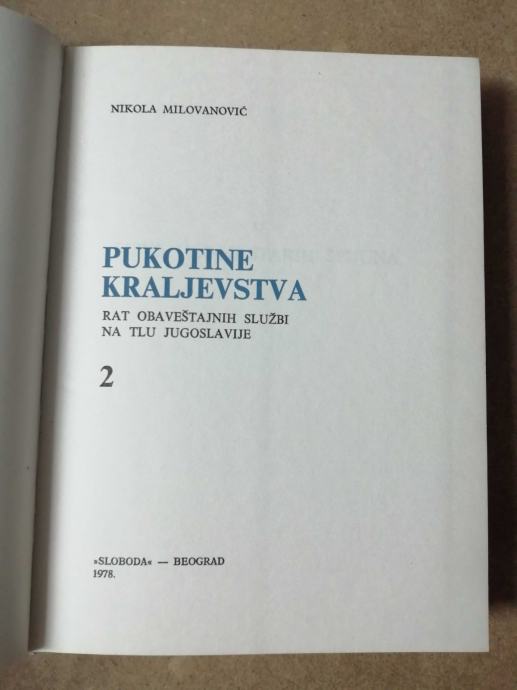 NIKOLA MILOVANOVIĆ
PUKOTINE
KRALJEVSTVA
RAT OBAVEŠTAJNIH SLUŽBI
NA TLU JUGOSLAVIJE
2
»SLOBODA« — BEOGRAD
1978.